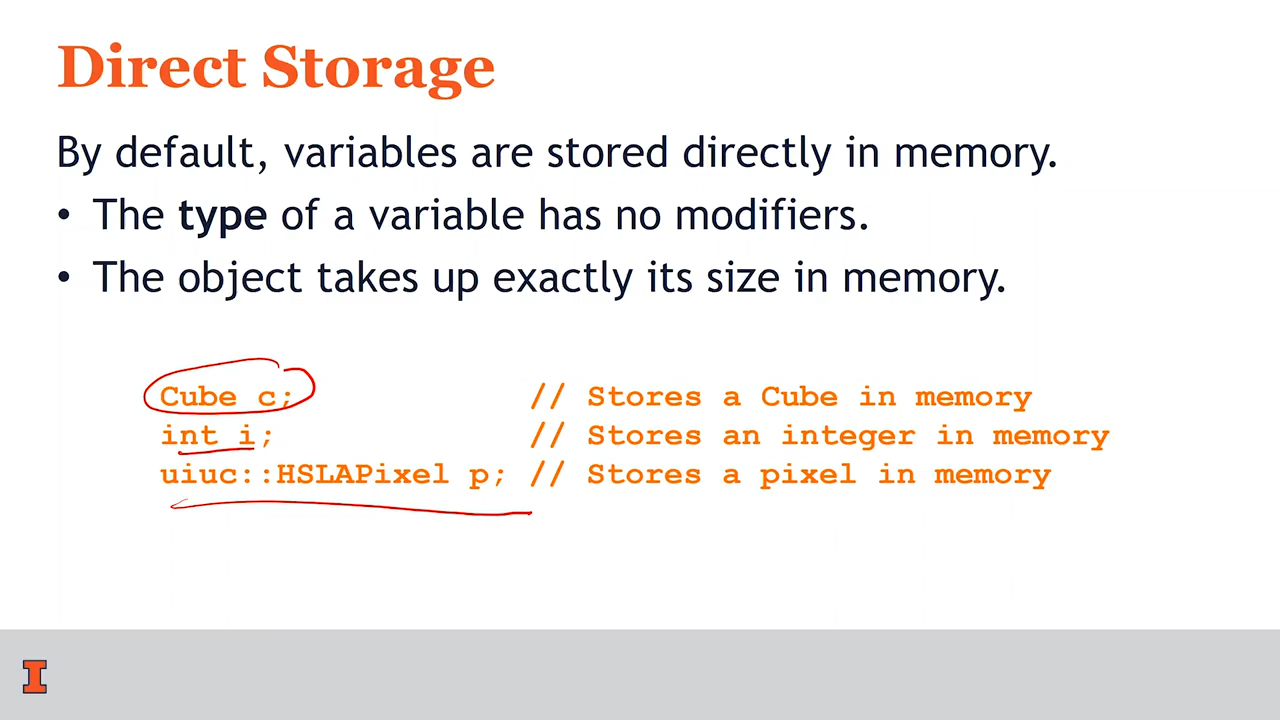 Direct Storage
By default, variables are stored directly in memory.
• The type of a variable has no modifiers.
• The object takes up exactly its size in memory.
Cube c; // Stores a Cube in memory
int i; // Stores an integer in memory
uiuc::HSLAPixel p; // Stores a pixel in memory
I